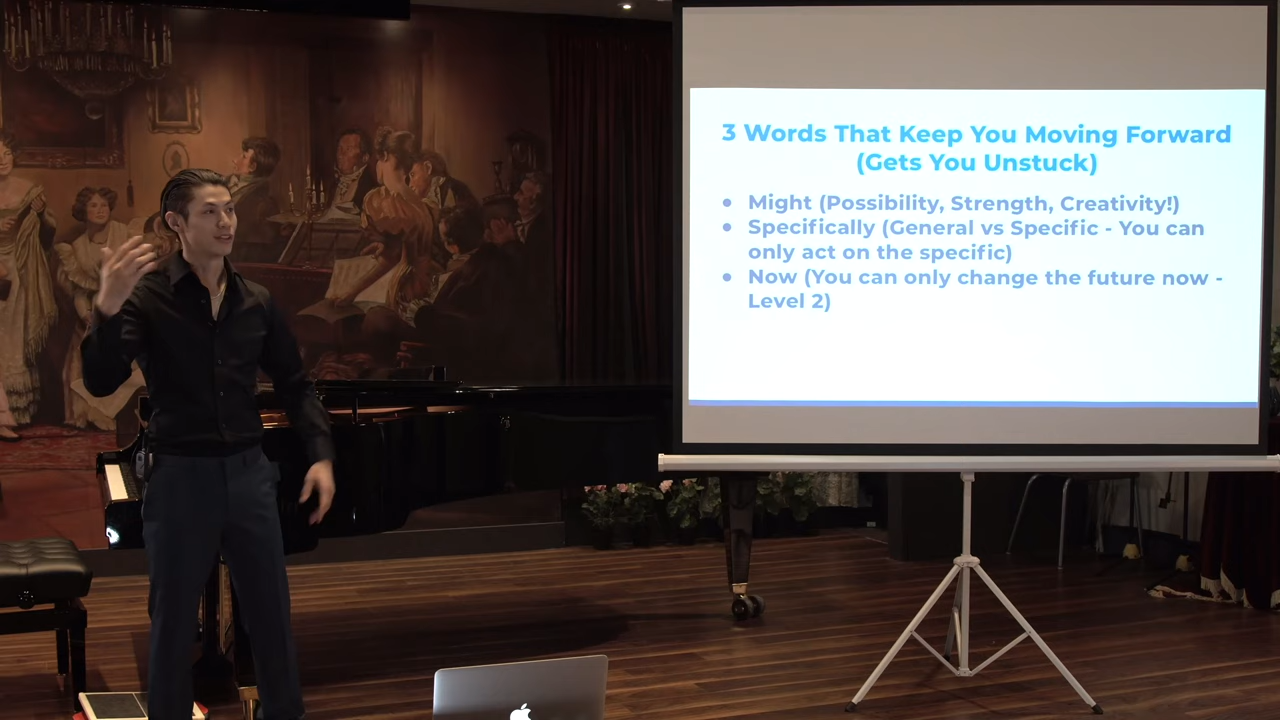 3 Words That Keep You Moving Forward
(Gets You Unstuck)
● Might (Possibility, Strength, Creativity!)
● Specifically (General vs Specific - You can
only act on the specific)
● Now (You can only change the future now -
Level 2)